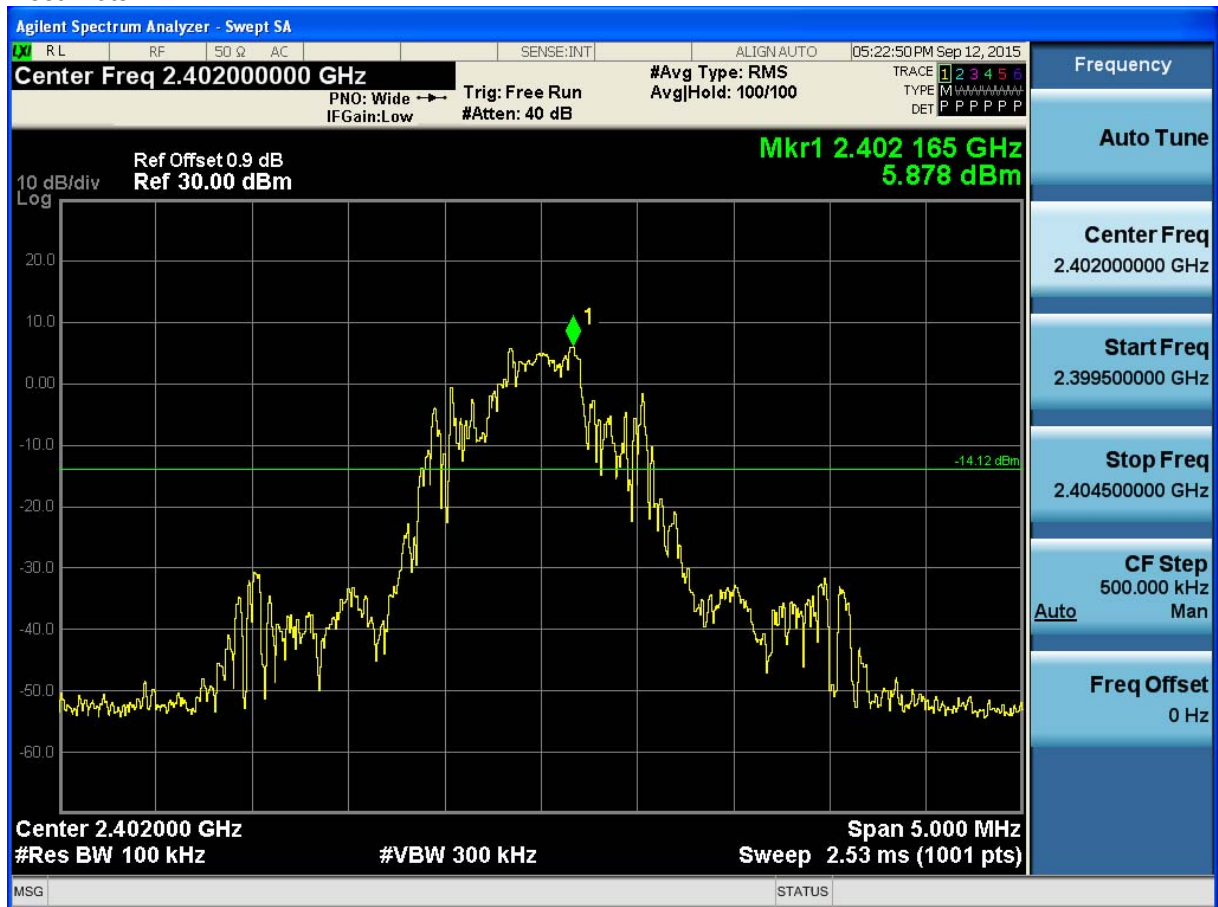 Agilent Spectrum Analyzer - Swept SA
LXI RL RF 50 Ω AC SENSE:INT ALIGN AUTO 05:22:50 PM Sep 12, 2015
Center Freq 2.402000000 GHz
PNO: Wide
IFGain:Low
Trig: Free Run
#Atten: 40 dB
#Avg Type: RMS
Avg|Hold: 100/100
TRACE 1 2 3 4 5 6
TYPE M
DET P P P P P P
Ref Offset 0.9 dB
10 dB/div Ref 30.00 dBm
Log
Mkr1 2.402 165 GHz
5.878 dBm
20.0
10.0
1
0.00
-10.0
-14.12 dBm
-20.0
-30.0
-40.0
-50.0
-60.0
Center 2.402000 GHz Span 5.000 MHz
#Res BW 100 kHz #VBW 300 kHz Sweep 2.53 ms (1001 pts)
MSG STATUS
Frequency
Auto Tune
Center Freq
2.402000000 GHz
Start Freq
2.399500000 GHz
Stop Freq
2.404500000 GHz
CF Step
500.000 kHz
Auto Man
Freq Offset
0 Hz